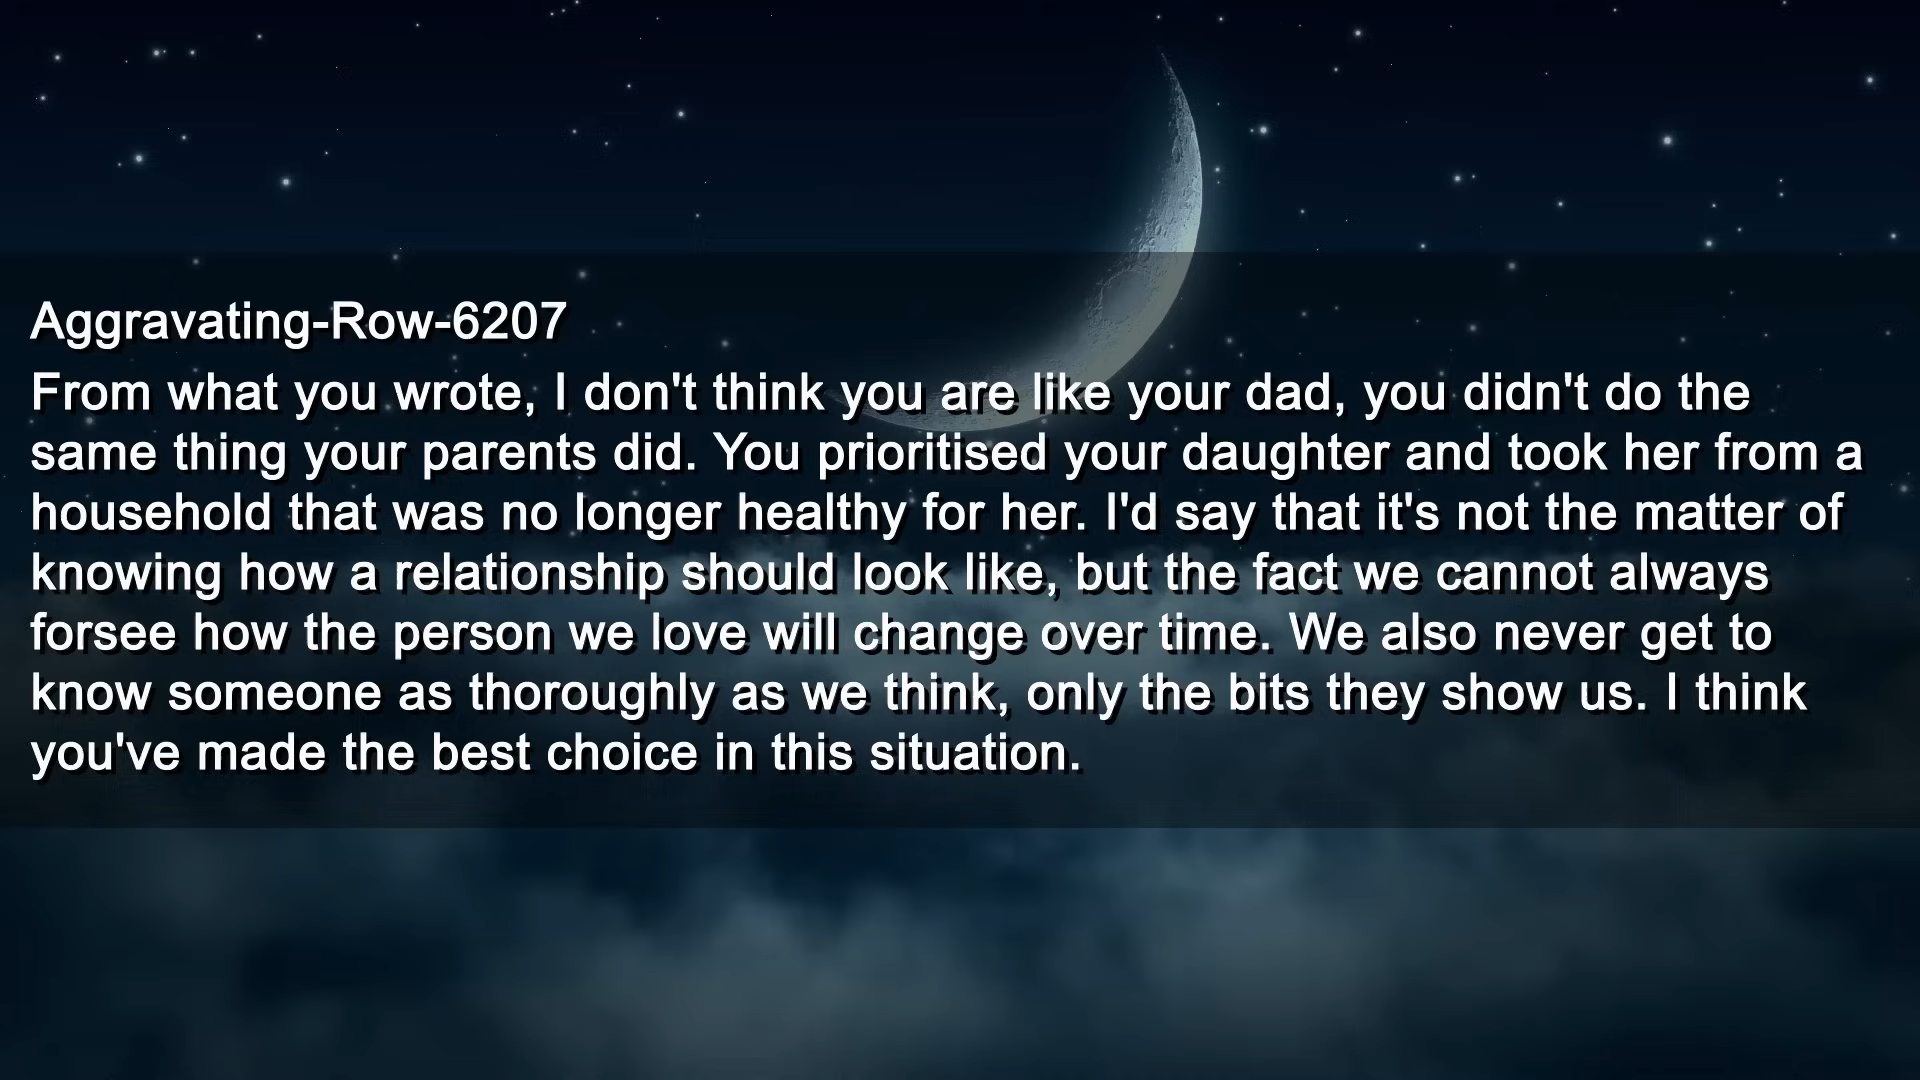 Aggravating-Row-6207
From what you wrote, I don't think you are like your dad, you didn't do the
same thing your parents did. You prioritised your daughter and took her from a
household that was no longer healthy for her. I'd say that it's not the matter of
knowing how a relationship should look like, but the fact we cannot always
forsee how the person we love will change over time. We also never get to
know someone as thoroughly as we think, only the bits they show us. I think
you've made the best choice in this situation.